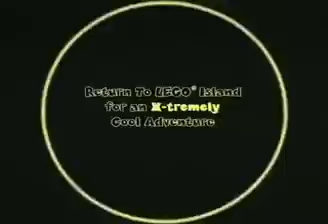 Return To LEGO® Island
for an X-tremely
Cool Adventure